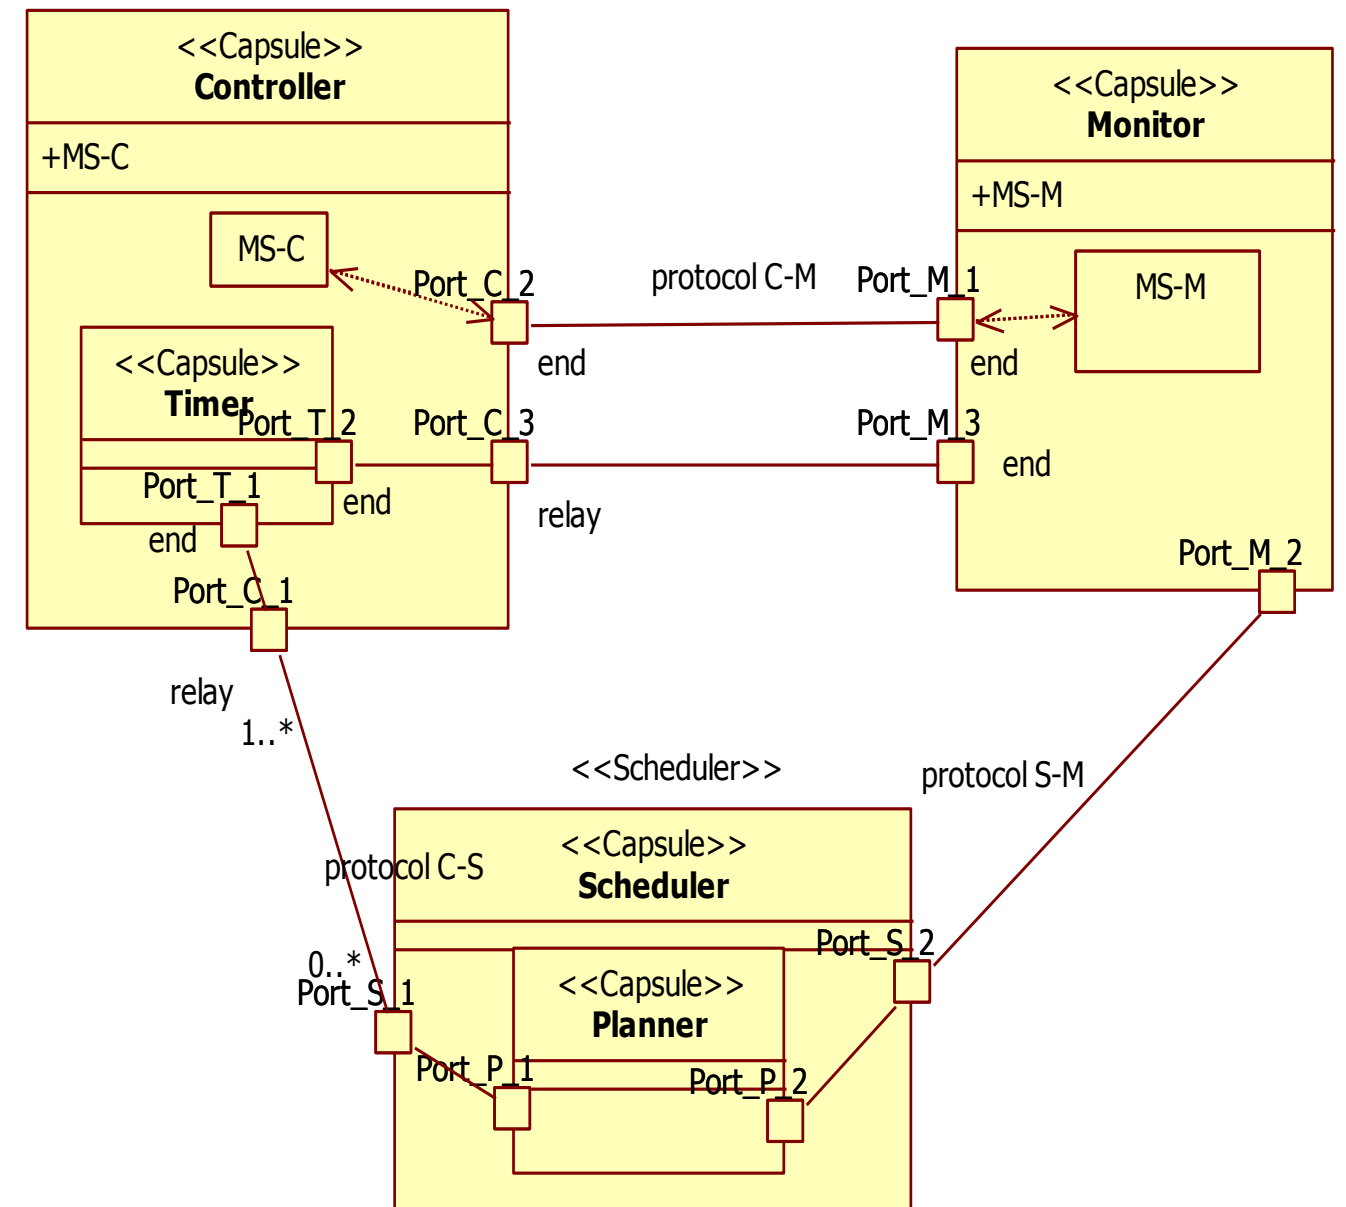 <<Capsule>>
Controller
+MS-C
MS-C
<<Capsule>>
Monitor
+MS-M
MS-M
Port_C_2
protocol C-M
Port_M_1
end
end
<<Capsule>>
Timer
Port_T_2
Port_C_3
Port_M_3
end
Port_T_1
end
relay
end
Port_C_1
Port_M_2
relay
1..*
<<Scheduler>>
protocol S-M
protocol C-S
<<Capsule>>
Scheduler
0..*
Port_S_1
Port_S_2
<<Capsule>>
Planner
Port_P_1
Port_P_2